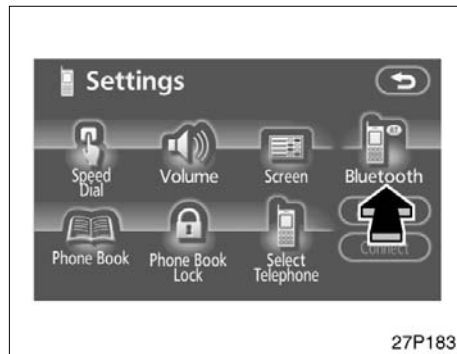 Settings
Speed
Dial
Volume
Screen
Bluetooth
Phone Book
Phone Book
Lock
Select
Telephone
Connect
27P183